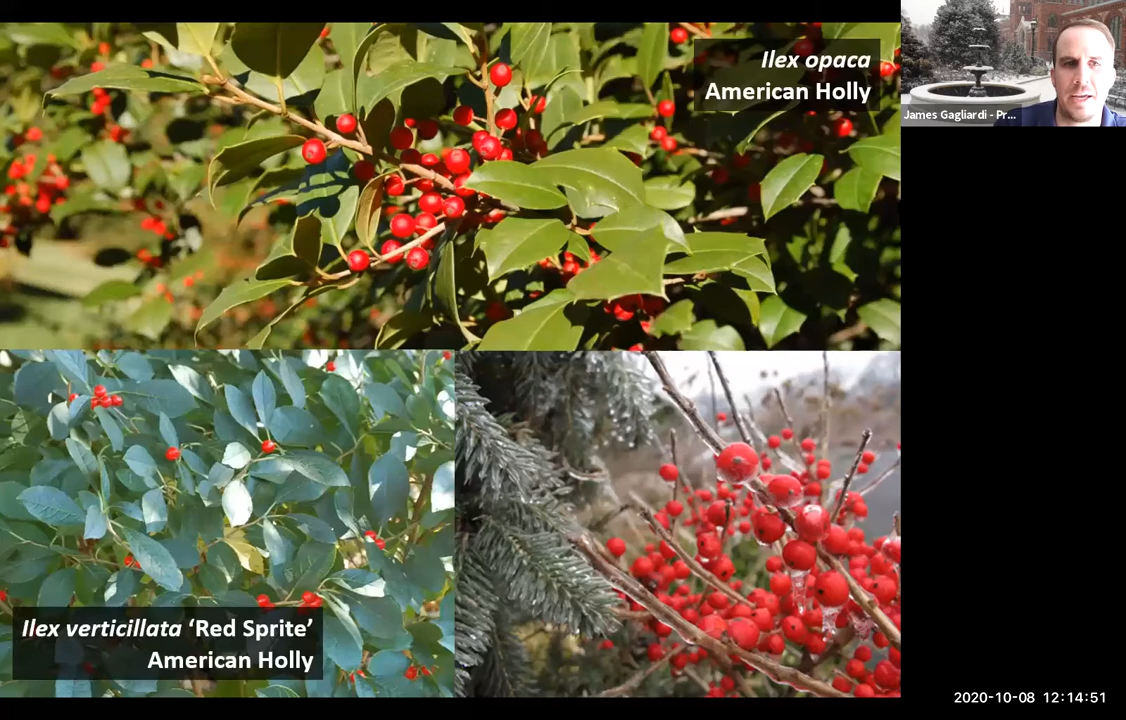 Ilex opaca
American Holly
James Gagliardi - Pr...
Ilex verticillata ‘Red Sprite’
American Holly
2020-10-08 12:14:51